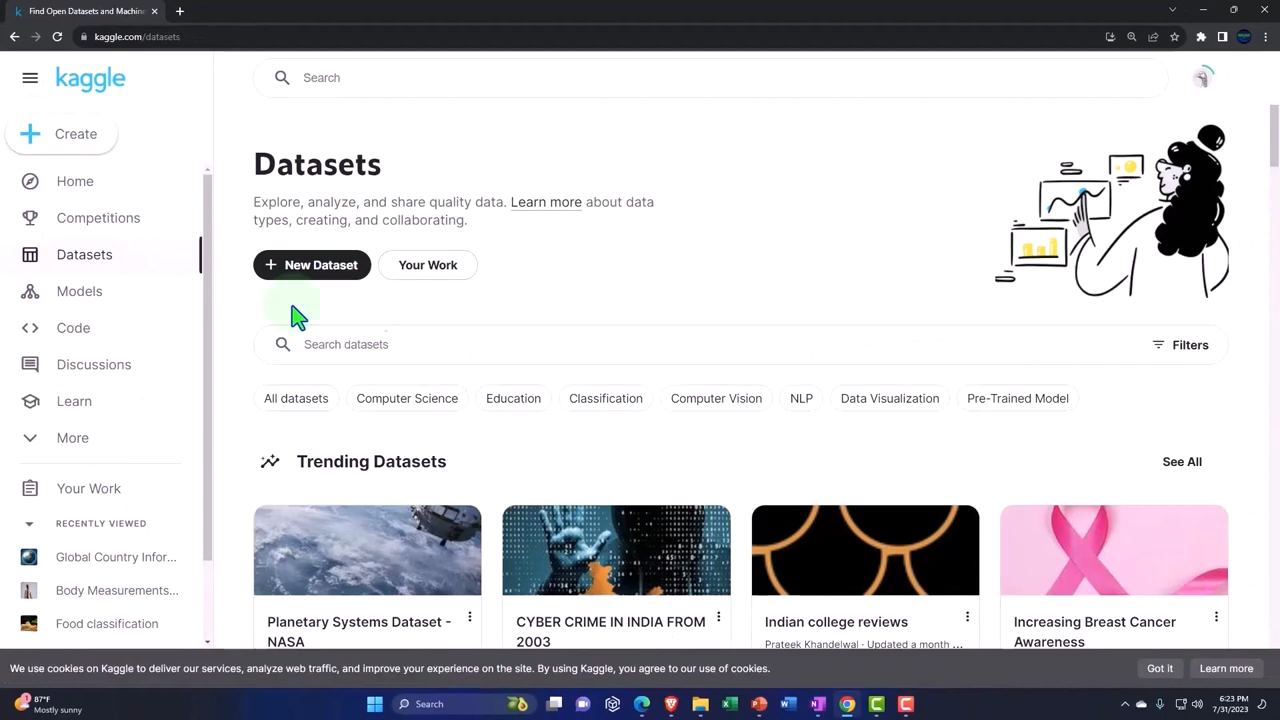 Find Open Datasets and Machine
kaggle.com/datasets
kaggle
Search
Create
Home
Competitions
Datasets
Models
Code
Discussions
Learn
More
Your Work
RECENTLY VIEWED
Global Country Infor...
Body Measurements...
Food classification
Datasets
Explore, analyze, and share quality data. Learn more about data
types, creating, and collaborating.
+ New Dataset
Your Work
Search datasets
Filters
All datasets
Computer Science
Education
Classification
Computer Vision
NLP
Data Visualization
Pre-Trained Model
Trending Datasets
See All
Planetary Systems Dataset -
NASA
CYBER CRIME IN INDIA FROM
2003
Indian college reviews
Prateek Khandelwal · Updated a month ...
Increasing Breast Cancer
Awareness
We use cookies on Kaggle to deliver our services, analyze web traffic, and improve your experience on the site. By using Kaggle, you agree to our use of cookies.
Got it
Learn more
87°F
Mostly sunny
Search
6:23 PM
7/31/2023